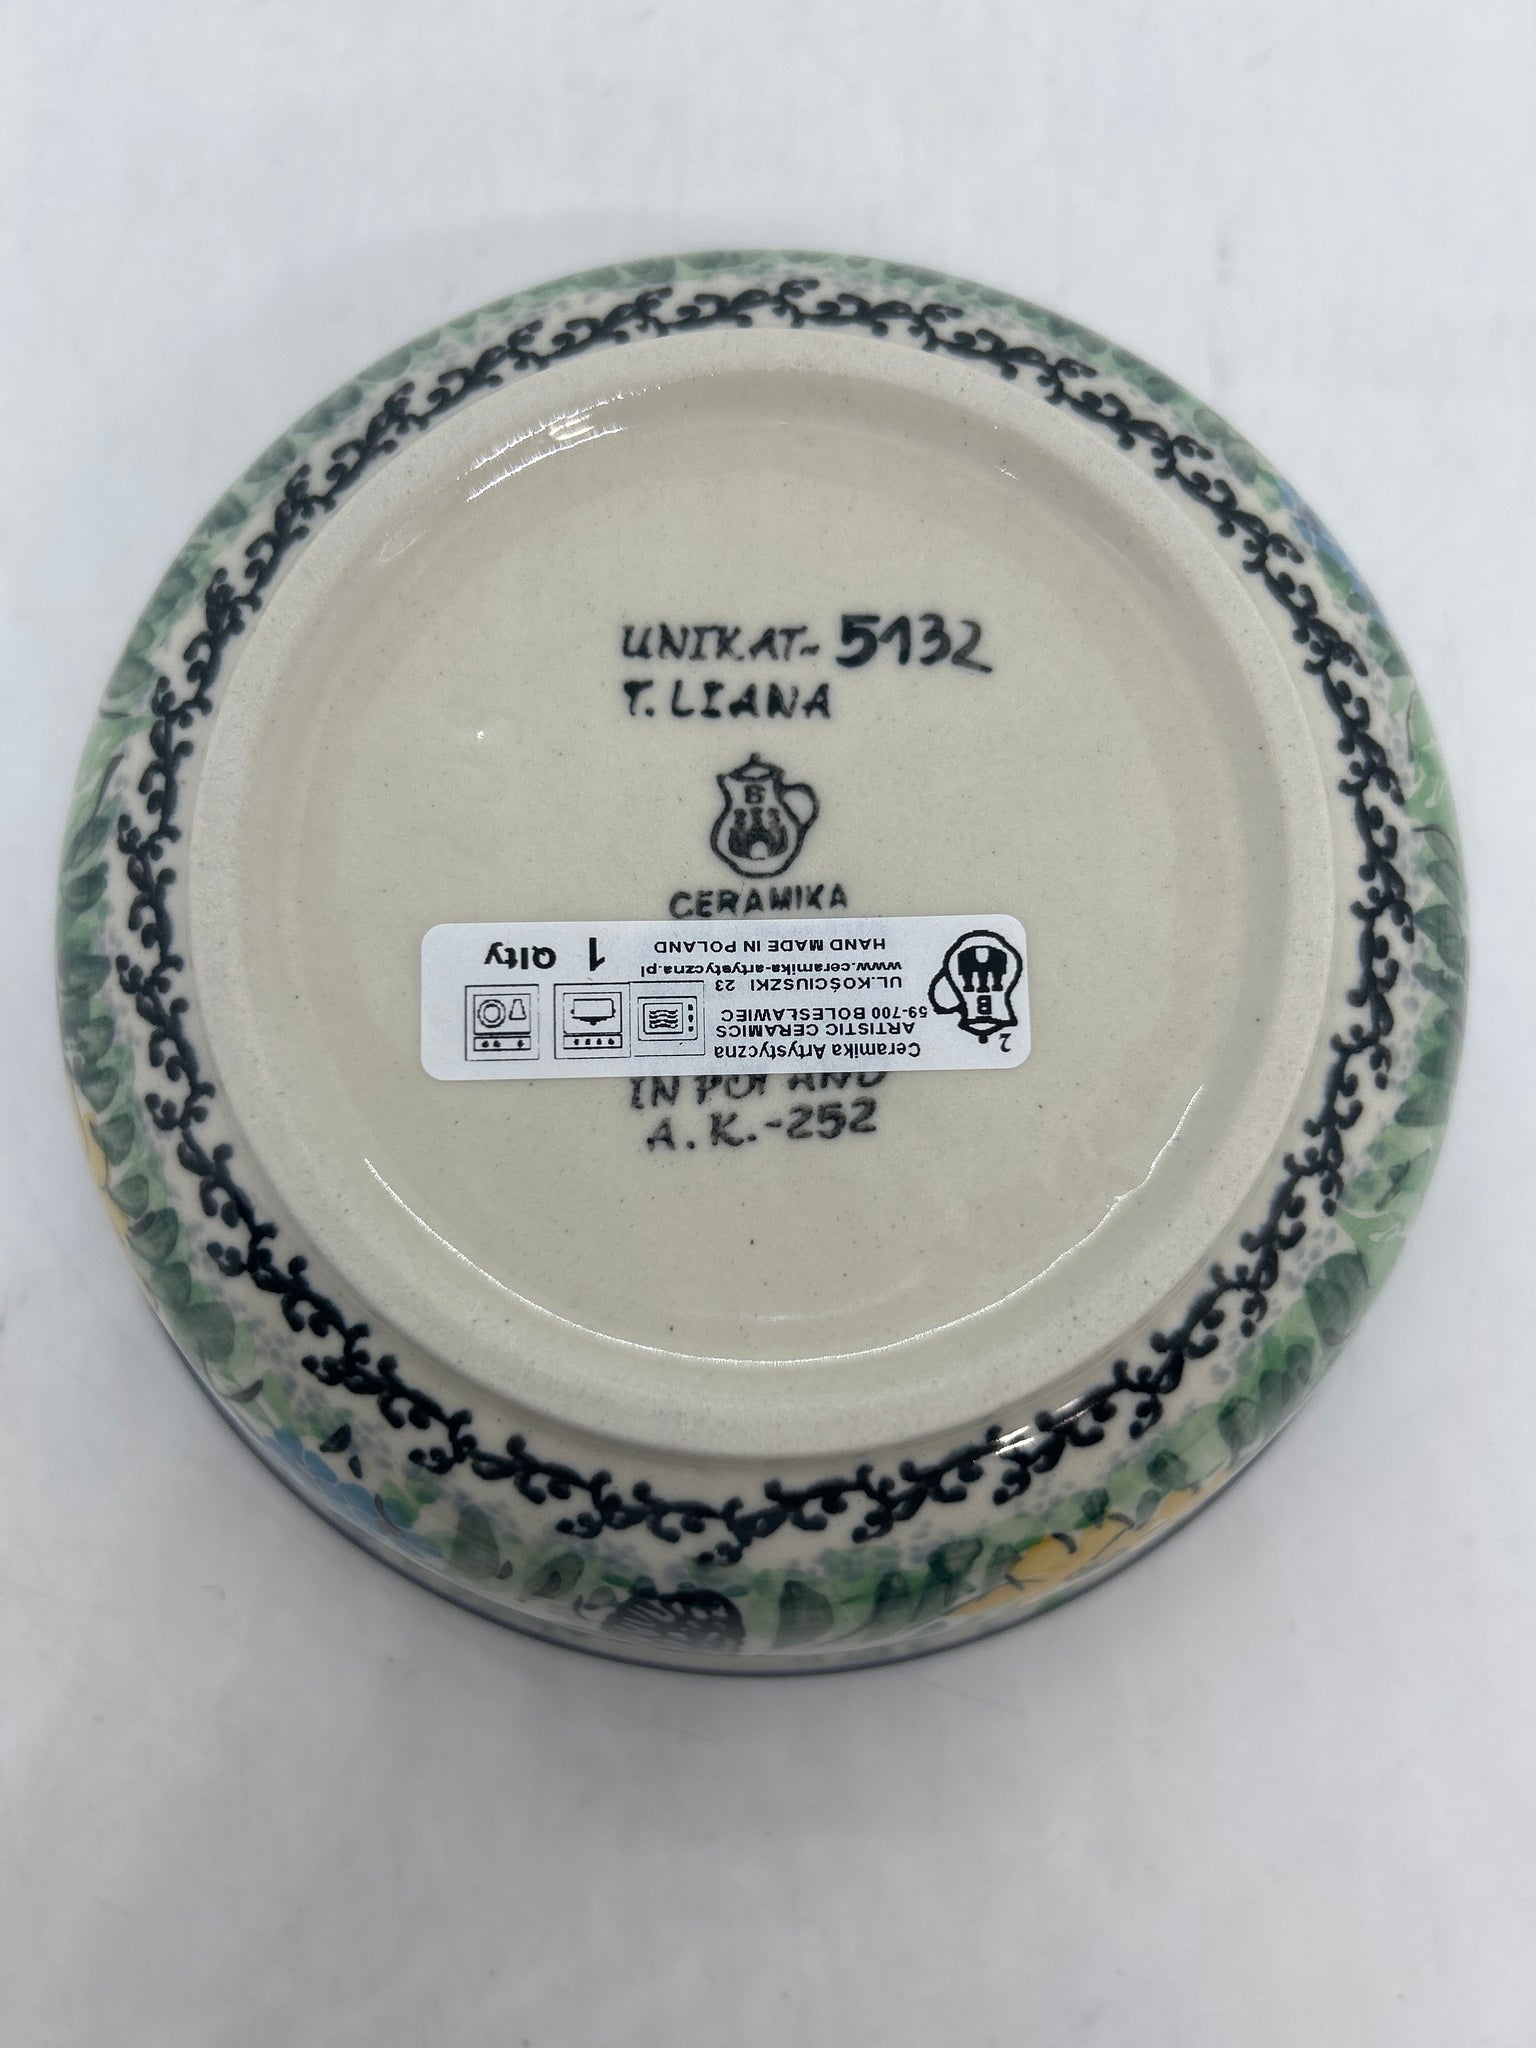 UNIKAT~5132
T. LIANA
B
CERAMIKA
Ceramika Artystyczna
ARTISTIC CERAMICS
59-700 BOLESŁAWIEC
UL.KOŚCIUSZKI 23
www.ceramika-artystyczna.pl
HAND MADE IN POLAND
1 Qlty
B
2
IN POLAND
A.K.-252